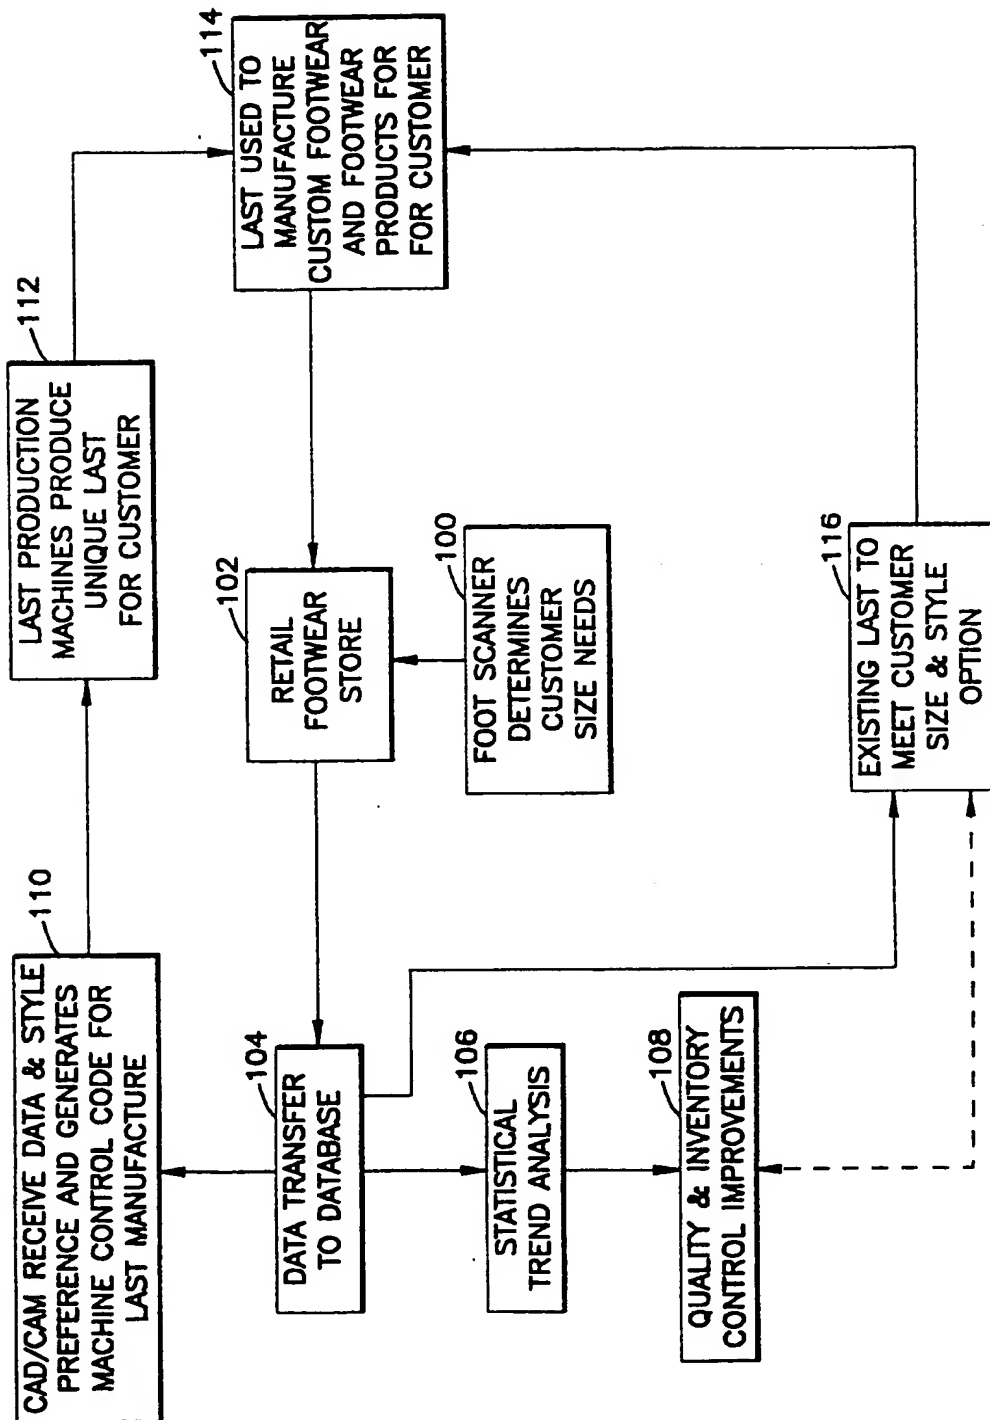 110
CAD/CAM RECEIVE DATA & STYLE
PREFERENCE AND GENERATES
MACHINE CONTROL CODE FOR
LAST MANUFACTURE
112
LAST PRODUCTION
MACHINES PRODUCE
UNIQUE LAST
FOR CUSTOMER
114
LAST USED TO
MANUFACTURE
CUSTOM FOOTWEAR
AND FOOTWEAR
PRODUCTS FOR
FOR CUSTOMER
104
DATA TRANSFER
TO DATABASE
102
RETAIL
FOOTWEAR
STORE
106
STATISTICAL
TREND ANALYSIS
100
FOOT SCANNER
DETERMINES
CUSTOMER
SIZE NEEDS
108
QUALITY & INVENTORY
CONTROL IMPROVEMENTS
116
EXISTING LAST TO
MEET CUSTOMER
SIZE & STYLE
OPTION